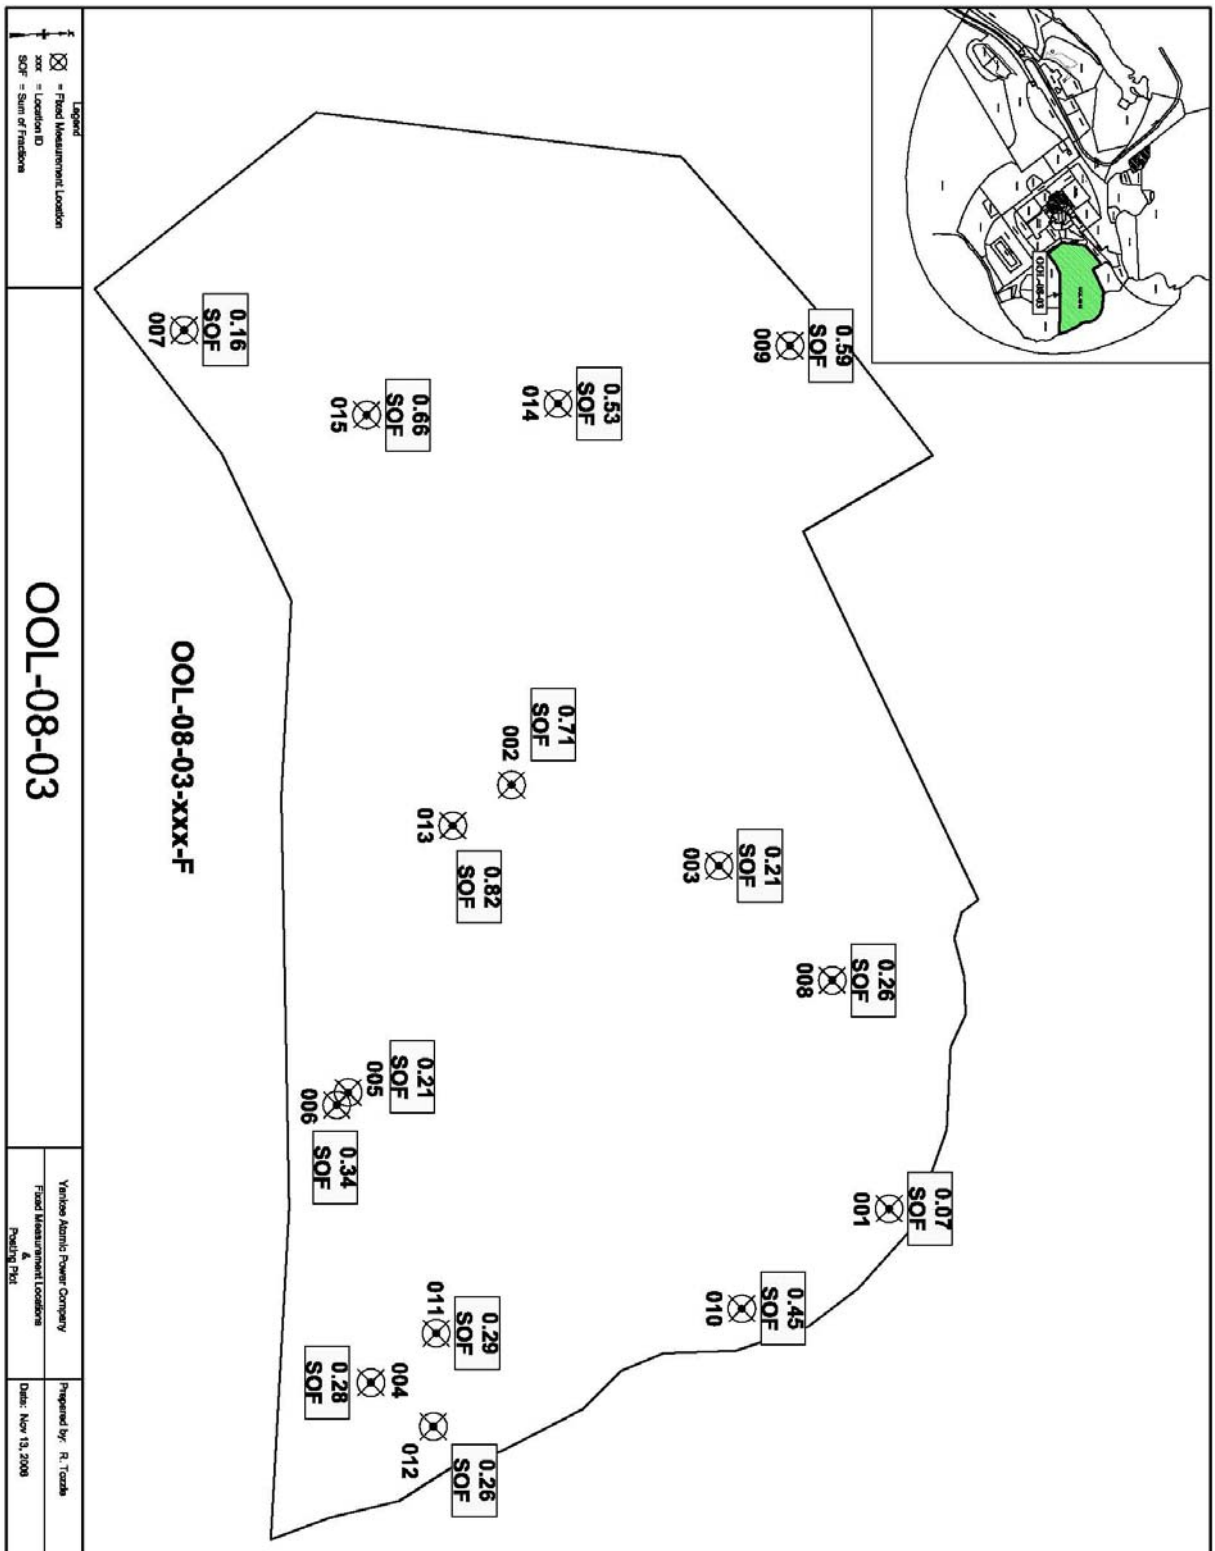 OOL-08-03
0.59
SOF
009
0.53
SOF
014
0.66
SOF
015
0.16
SOF
007
0.71
SOF
002
0.82
SOF
013
0.21
SOF
003
0.26
SOF
008
0.21
SOF
005
0.34
SOF
006
0.07
SOF
001
0.45
SOF
010
0.29
SOF
011
0.28
SOF
004
0.26
SOF
012
OOL-08-03-xxx-F
Legend
= Fixed Measurement Location
xxx = Location ID
SOF = Sum of Fractions
OOL-08-03
Yankee Atomic Power Company
Fixed Measurement Locations
&
Posting Plot
Prepared by: R. Tozzie
Date: Nov 13, 2006